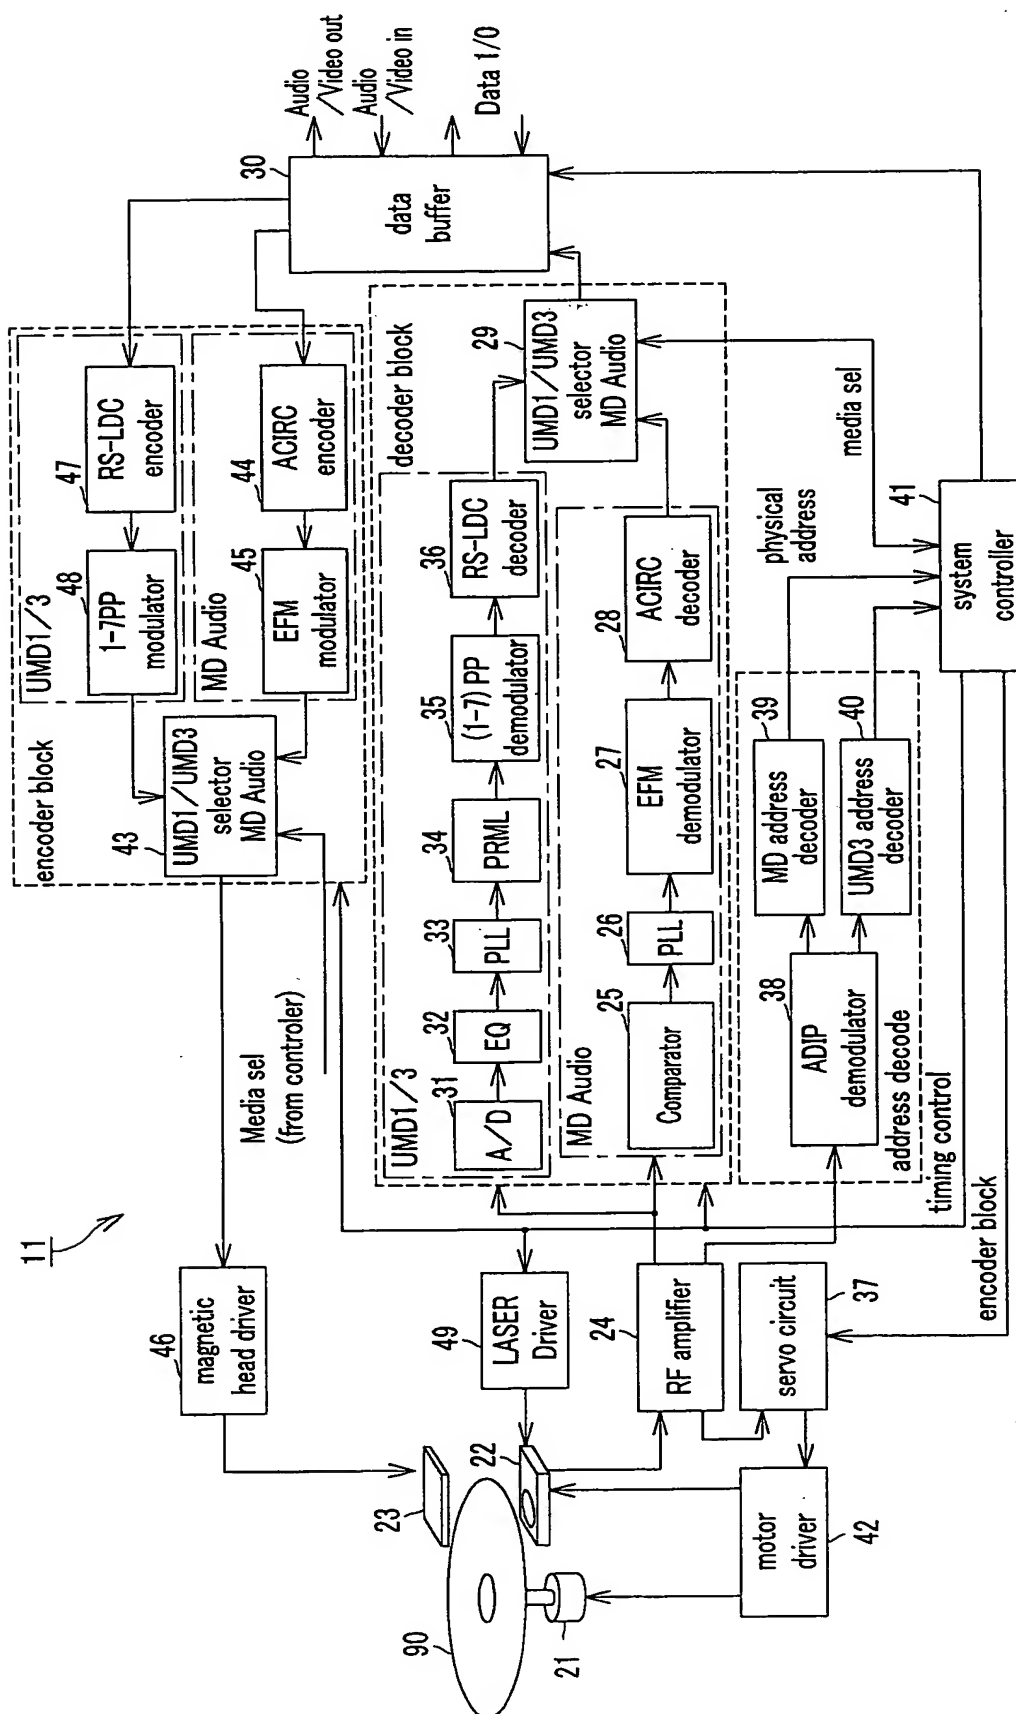 11
46
magnetic
head driver
Media sel
(from controler)
encoder block
43
UMD1/UMD3
selector
MD Audio
UMD1/3
48
1-7PP
modulator
47
RS-LDC
encoder
MD Audio
45
EFM
modulator
44
ACIRC
encoder
30
data
buffer
Audio
/Video out
Audio
/Video in
Data 1/0
23
22
90
21
49
LASER
Driver
decoder block
UMD1/3
31
A/D
32
EQ
33
PLL
34
PRML
35
(1-7) PP
demodulator
36
RS-LDC
decoder
29
UMD1/UMD3
selector
MD Audio
MD Audio
25
Comparator
26
PLL
27
EFM
demodulator
28
ACIRC
decoder
24
RF amplifier
servo circuit
37
motor
driver
42
38
ADIP
demodulator
address decode
39
MD address
decoder
UMD3 address
decoder
40
physical
address
media sel
timing control
encoder block
system
controller
41